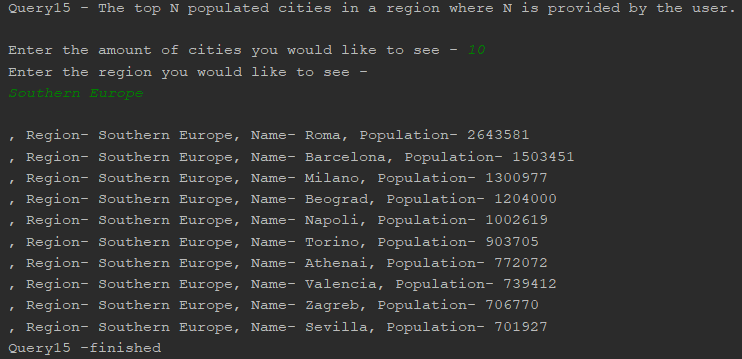 Query15 - The top N populated cities in a region where N is provided by the user.
Enter the amount of cities you would like to see - 10
Enter the region you would like to see -
Southern Europe
, Region- Southern Europe, Name- Roma, Population- 2643581
, Region- Southern Europe, Name- Barcelona, Population- 1503451
, Region- Southern Europe, Name- Milano, Population- 1300977
, Region- Southern Europe, Name- Beograd, Population- 1204000
, Region- Southern Europe, Name- Napoli, Population- 1002619
, Region- Southern Europe, Name- Torino, Population- 903705
, Region- Southern Europe, Name- Athenai, Population- 772072
, Region- Southern Europe, Name- Valencia, Population- 739412
, Region- Southern Europe, Name- Zagreb, Population- 706770
, Region- Southern Europe, Name- Sevilla, Population- 701927
Query15 -finished